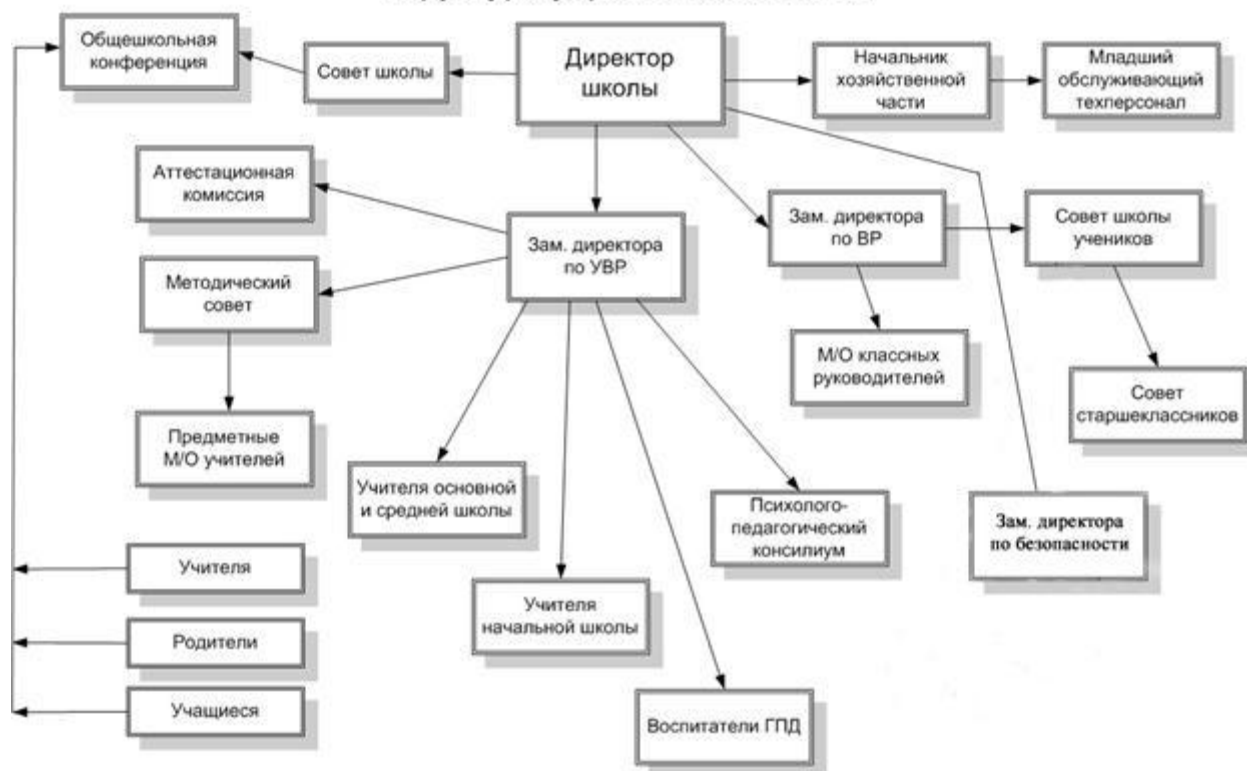 Общешкольная
конференция
Совет школы
Директор
школы
Начальник
хозяйственной
части
Младший
обслуживающий
техперсонал
Аттестационная
комиссия
Зам. директора
по УВР
Зам. директора
по ВР
Совет школы
учеников
Методический
совет
М/О классных
руководителей
Совет
старшеклассников
Предметные
М/О учителей
Учителя основной
и средней школы
Психолого-
педагогический
консилиум
Зам. директора
по безопасности
Учителя
Учителя
начальной школы
Родители
Учащиеся
Воспитатели ГПД